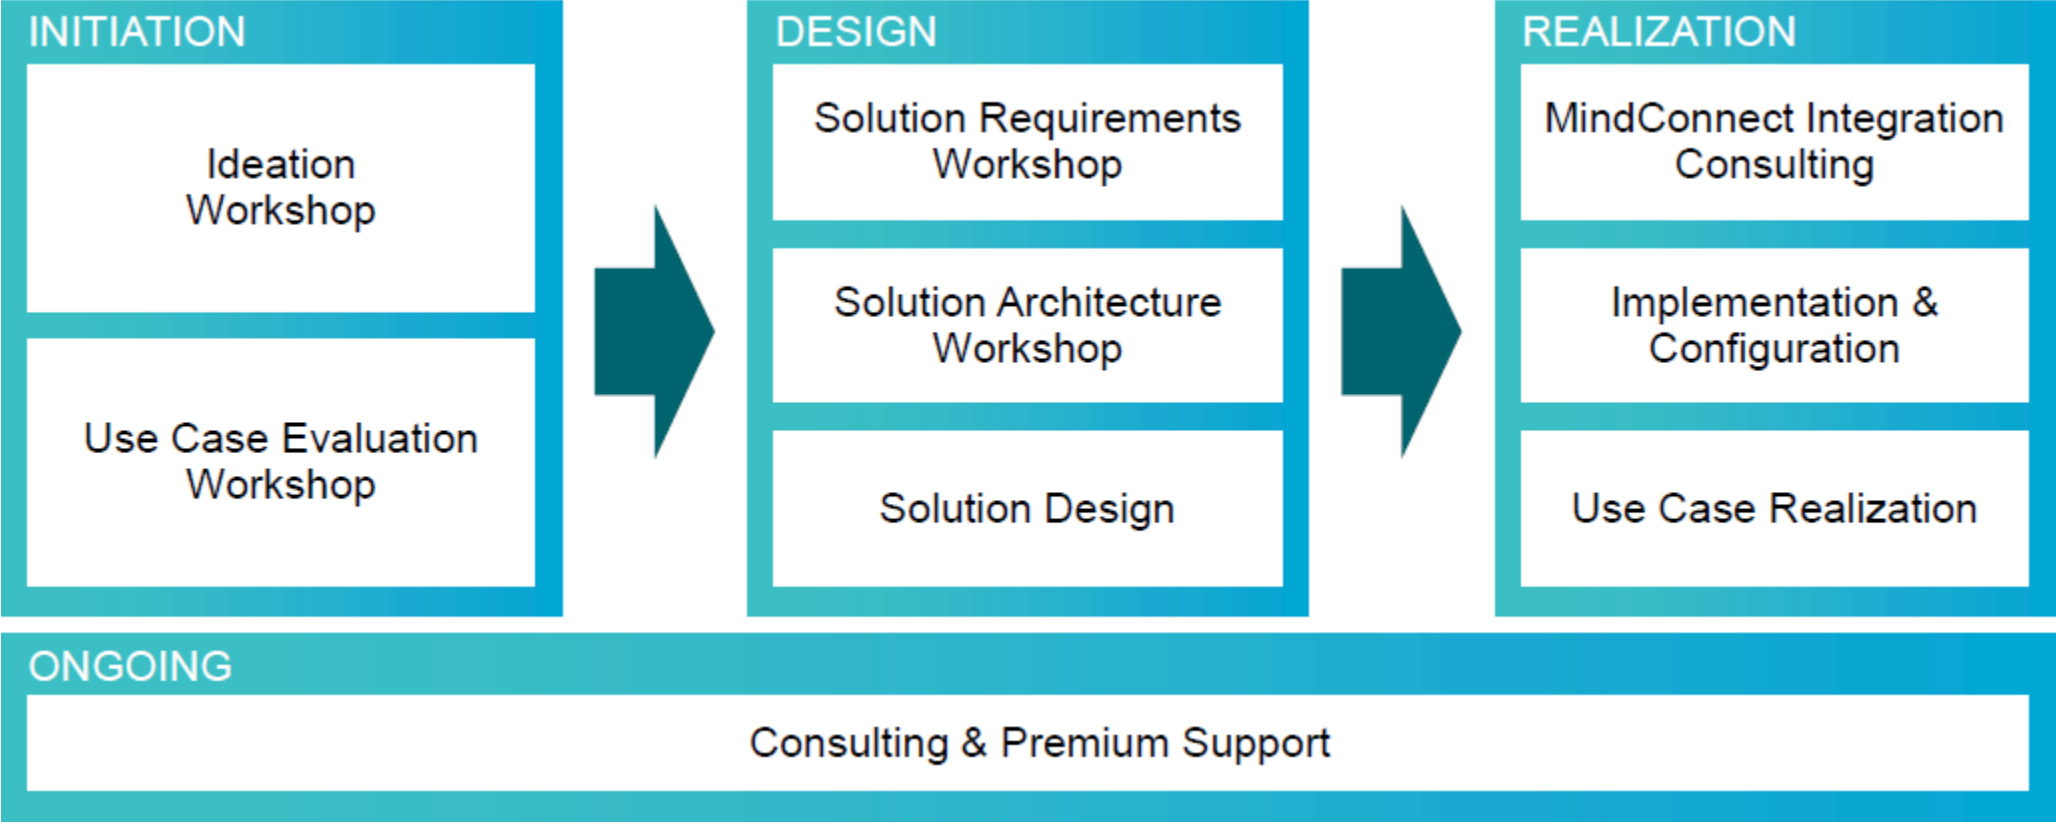 INITIATION
Ideation
Workshop
Use Case Evaluation
Workshop
DESIGN
Solution Requirements
Workshop
Solution Architecture
Workshop
Solution Design
REALIZATION
MindConnect Integration
Consulting
Implementation &
Configuration
Use Case Realization
ONGOING
Consulting & Premium Support